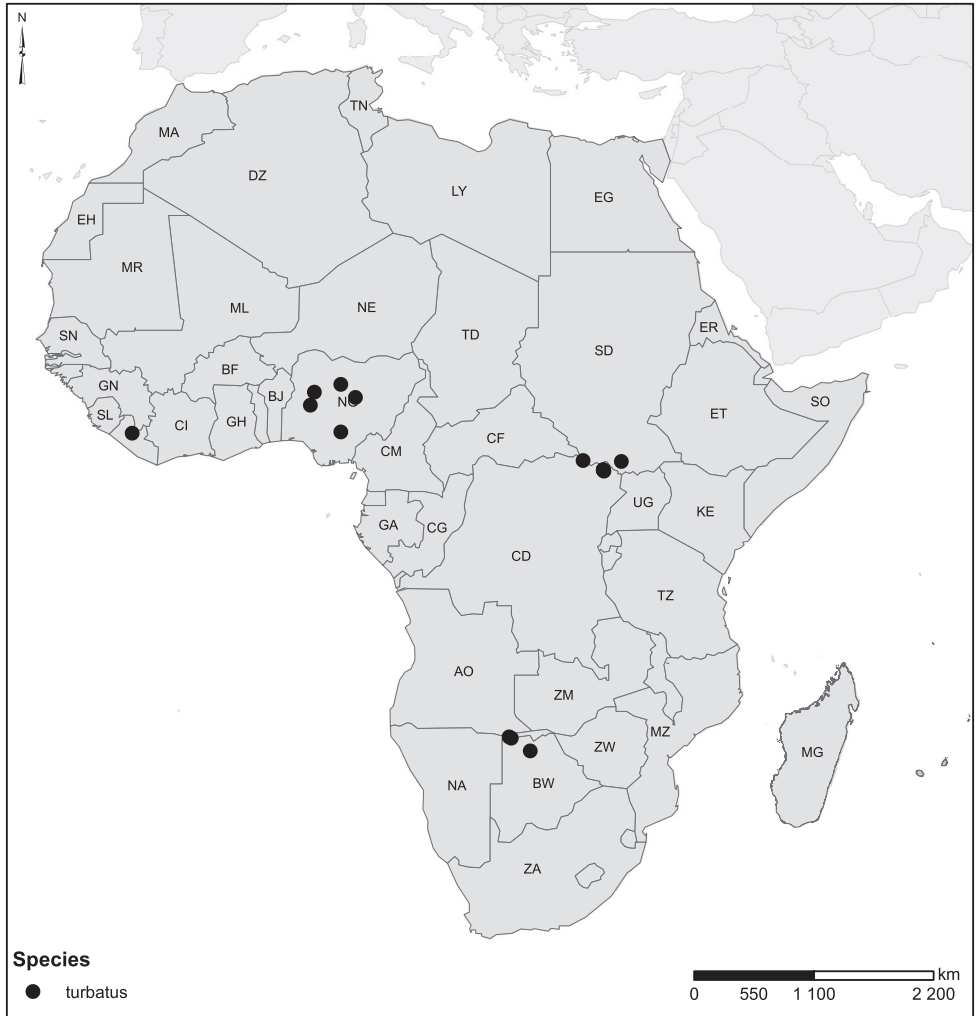 N
TN
MA
DZ
LY
EG
EH
MR
ML
NE
TD
SD
ER
SN
BF
GN
BJ
NG
SO
SL
CI
GH
ET
CM
CF
UG
KE
GA
CG
CD
TZ
AO
ZM
MZ
ZW
MG
NA
BW
ZA
Species
turbatus
km
0 550 1 100 2 200